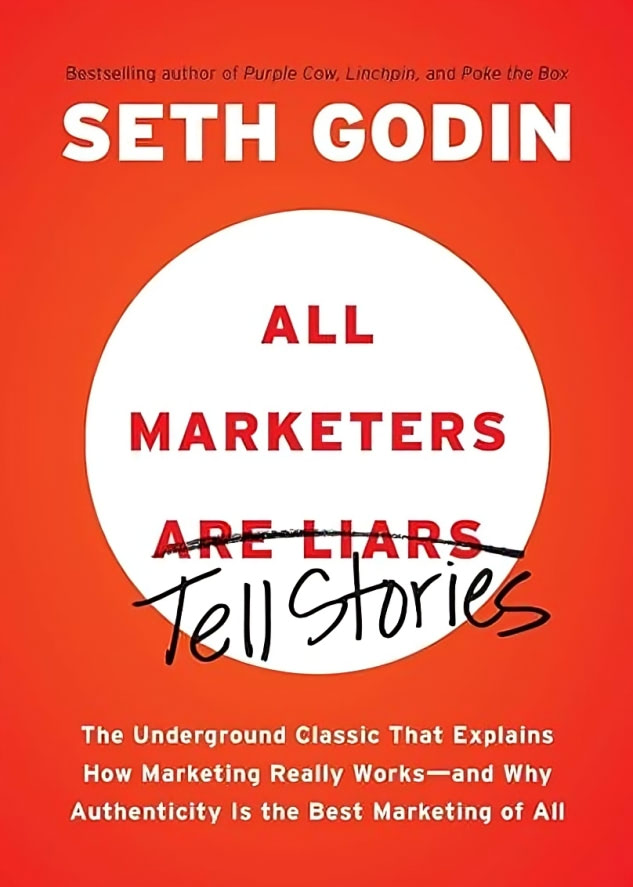 Bestselling author of Purple Cow, Linchpin, and Poke the Box
SETH GODIN
ALL
MARKETERS
ARE LIARS
Tell Stories
The Underground Classic That Explains
How Marketing Really Works—and Why
Authenticity Is the Best Marketing of All